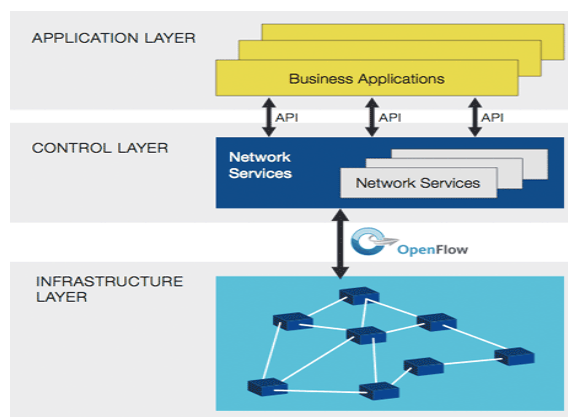 APPLICATION LAYER
Business Applications
API
API
API
CONTROL LAYER
Network
Services
Network Services
OpenFlow
INFRASTRUCTURE
LAYER